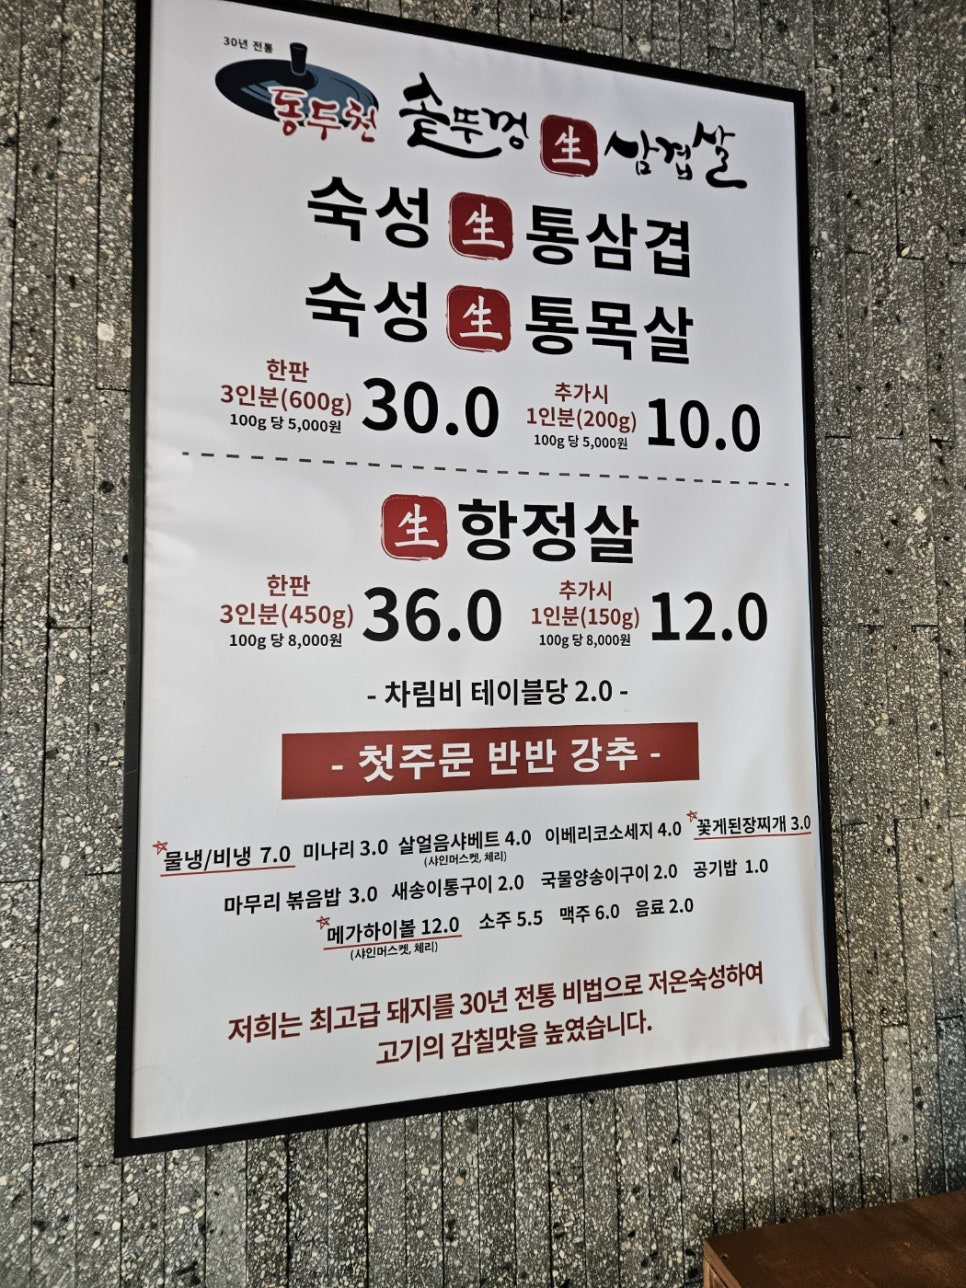 30년 전통
동두천 솥뚜껑 生 삼겹살
숙성 生 통삼겹
숙성 生 통목살
한판
3인분(600g) 30.0
100g 당 5,000원
추가시
1인분(200g) 10.0
100g 당 5,000원
生 항정살
한판
3인분(450g) 36.0
100g 당 8,000원
추가시
1인분(150g) 12.0
100g 당 8,000원
- 차림비 테이블당 2.0 -
- 첫주문 반반 강추 -
물냉/비냉 7.0 미나리 3.0 살얼음샤베트 4.0 이베리코소세지 4.0 꽃게된장찌개 3.0
(샤인머스켓, 체리)
마무리 볶음밥 3.0 새송이통구이 2.0 국물양송이구이 2.0 공기밥 1.0
메가하이볼 12.0 소주 5.5 맥주 6.0 음료 2.0
(샤인머스켓, 체리)
저희는 최고급 돼지를 30년 전통 비법으로 저온숙성하여
고기의 감칠맛을 높였습니다.